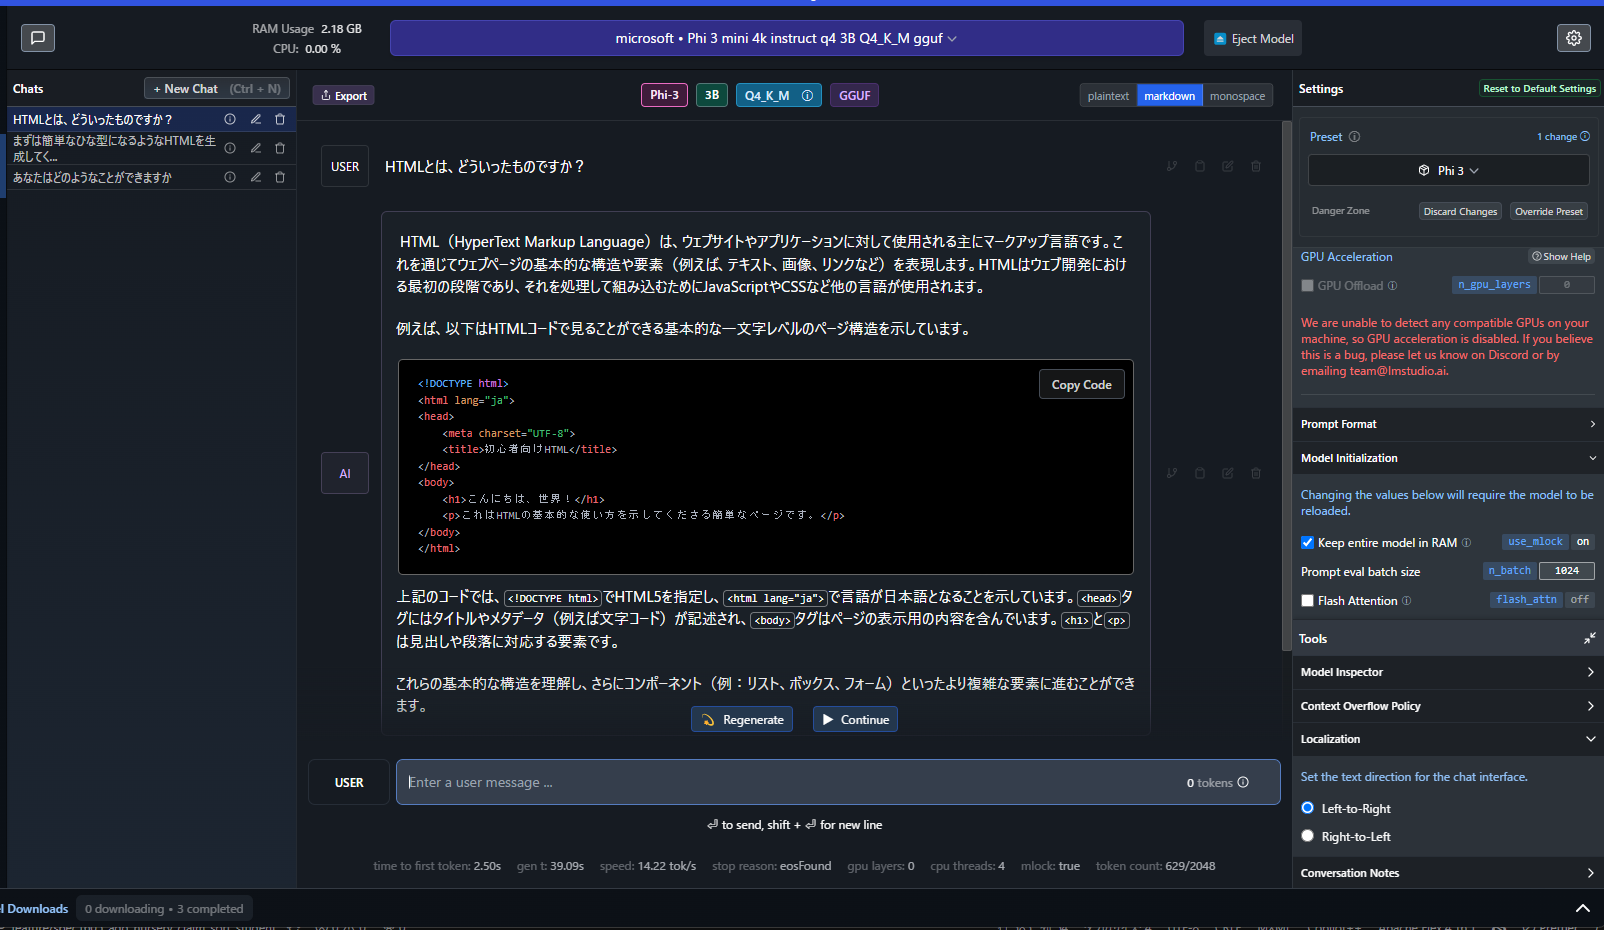 RAM Usage 2.18 GB
CPU: 0.00 %
microsoft • Phi 3 mini 4k instruct q4 3B Q4_K_M gguf
Eject Model
Chats
+ New Chat (Ctrl + N)
HTMLとは、どういったものですか？
まずは簡単なひな型になるようなHTMLを生
成してく...
あなたはどのようなことができますか
Export
Phi-3
3B
Q4_K_M
GGUF
plaintext
markdown
monospace
USER
HTMLとは、どういったものですか？
AI
HTML（HyperText Markup Language）は、ウェブサイトやアプリケーションに対して使用される主にマークアップ言語です。こ
れを通じてウェブページの基本的な構造や要素（例えば、テキスト、画像、リンクなど）を表現します。HTMLはウェブ開発におけ
る最初の段階であり、それを処理して組み込むためにJavaScriptやCSSなど他の言語が使用されます。
例えば、以下はHTMLコードで見ることができる基本的な一文字レベルのページ構造を示しています。
Copy Code
<!DOCTYPE html>
<html lang="ja">
<head>
<meta charset="UTF-8">
<title>初心者向けHTML</title>
</head>
<body>
<h1>こんにちは、世界！</h1>
<p>これはHTMLの基本的な使い方を示してくださる簡単なページです。</p>
</body>
</html>
上記のコードでは、<!DOCTYPE html>でHTML5を指定し、<html lang="ja">で言語が日本語となることを示しています。<head>タ
グにはタイトルやメタデータ（例えば文字コード）が記述され、<body>タグはページの表示用の内容を含んでいます。<h1>と<p>
は見出しや段落に対応する要素です。
これらの基本的な構造を理解し、さらにコンポーネント（例：リスト、ボックス、フォーム）といったより複雑な要素に進むことができ
ます。
Regenerate
Continue
USER
Enter a user message ...
0 tokens
⏎ to send, shift + ⏎ for new line
time to first token: 2.50s gen t: 39.09s speed: 14.22 tok/s stop reason: eosFound gpu layers: 0 cpu threads: 4 mlock: true token count: 629/2048
Settings
Reset to Default Settings
Preset
1 change
Phi 3
Danger Zone
Discard Changes
Override Preset
GPU Acceleration
Show Help
GPU Offload
n_gpu_layers
0
We are unable to detect any compatible GPUs on your
machine, so GPU acceleration is disabled. If you believe
this is a bug, please let us know on Discord or by
emailing team@lmstudio.ai.
Prompt Format
Model Initialization
Changing the values below will require the model to be
reloaded.
Keep entire model in RAM
use_mlock
on
Prompt eval batch size
n_batch
1024
Flash Attention
flash_attn
off
Tools
Model Inspector
Context Overflow Policy
Localization
Set the text direction for the chat interface.
Left-to-Right
Right-to-Left
Conversation Notes
Downloads
0 downloading • 3 completed